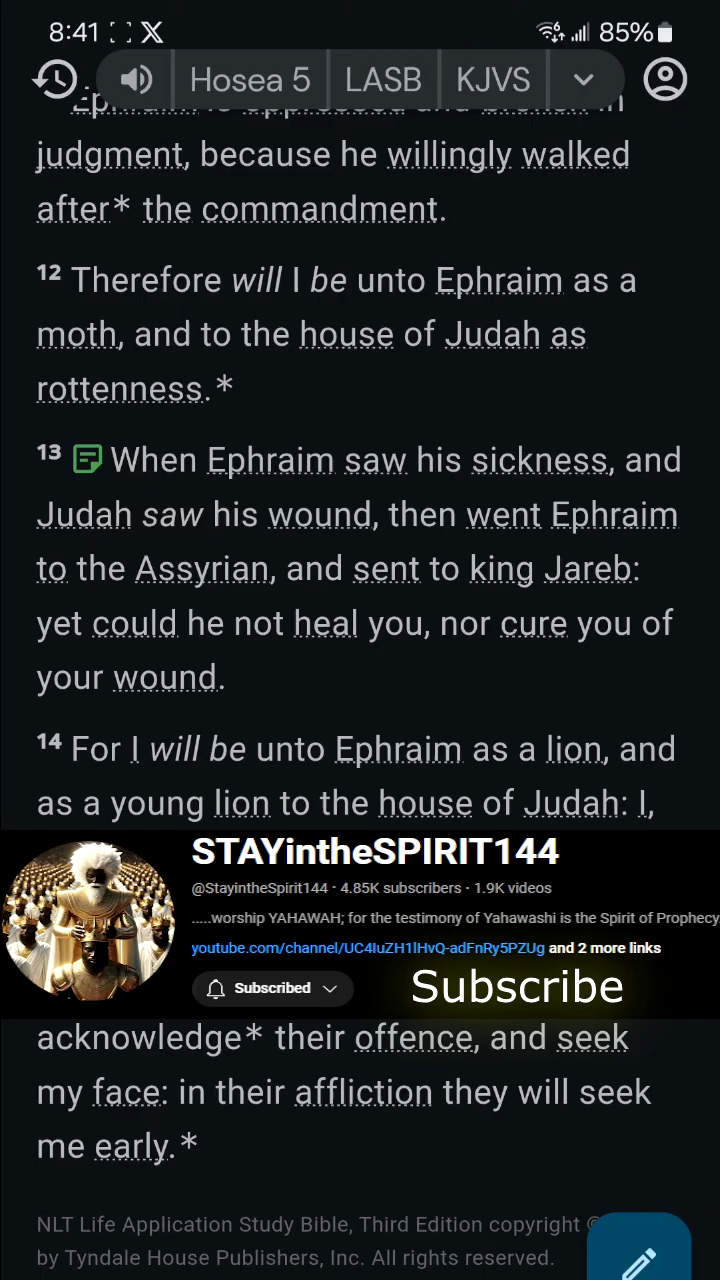 8:41 85%
Hosea 5 LASB KJVS
Ephraim is oppressed and broken in
judgment, because he willingly walked
after* the commandment.
12 Therefore will I be unto Ephraim as a
moth, and to the house of Judah as
rottenness.*
13 When Ephraim saw his sickness, and
Judah saw his wound, then went Ephraim
to the Assyrian, and sent to king Jareb:
yet could he not heal you, nor cure you of
your wound.
14 For I will be unto Ephraim as a lion, and
as a young lion to the house of Judah: I,
STAYintheSPIRIT144
@StayintheSpirit144 · 4.85K subscribers · 1.9K videos
.....worship YAHAWAH; for the testimony of Yahawashi is the Spirit of Prophecy
youtube.com/channel/UC4IuZH1lHvQ-adFnRy5PZUg and 2 more links
Subscribed Subscribe
acknowledge* their offence, and seek
my face: in their affliction they will seek
me early.*
NLT Life Application Study Bible, Third Edition copyright ©
by Tyndale House Publishers, Inc. All rights reserved.